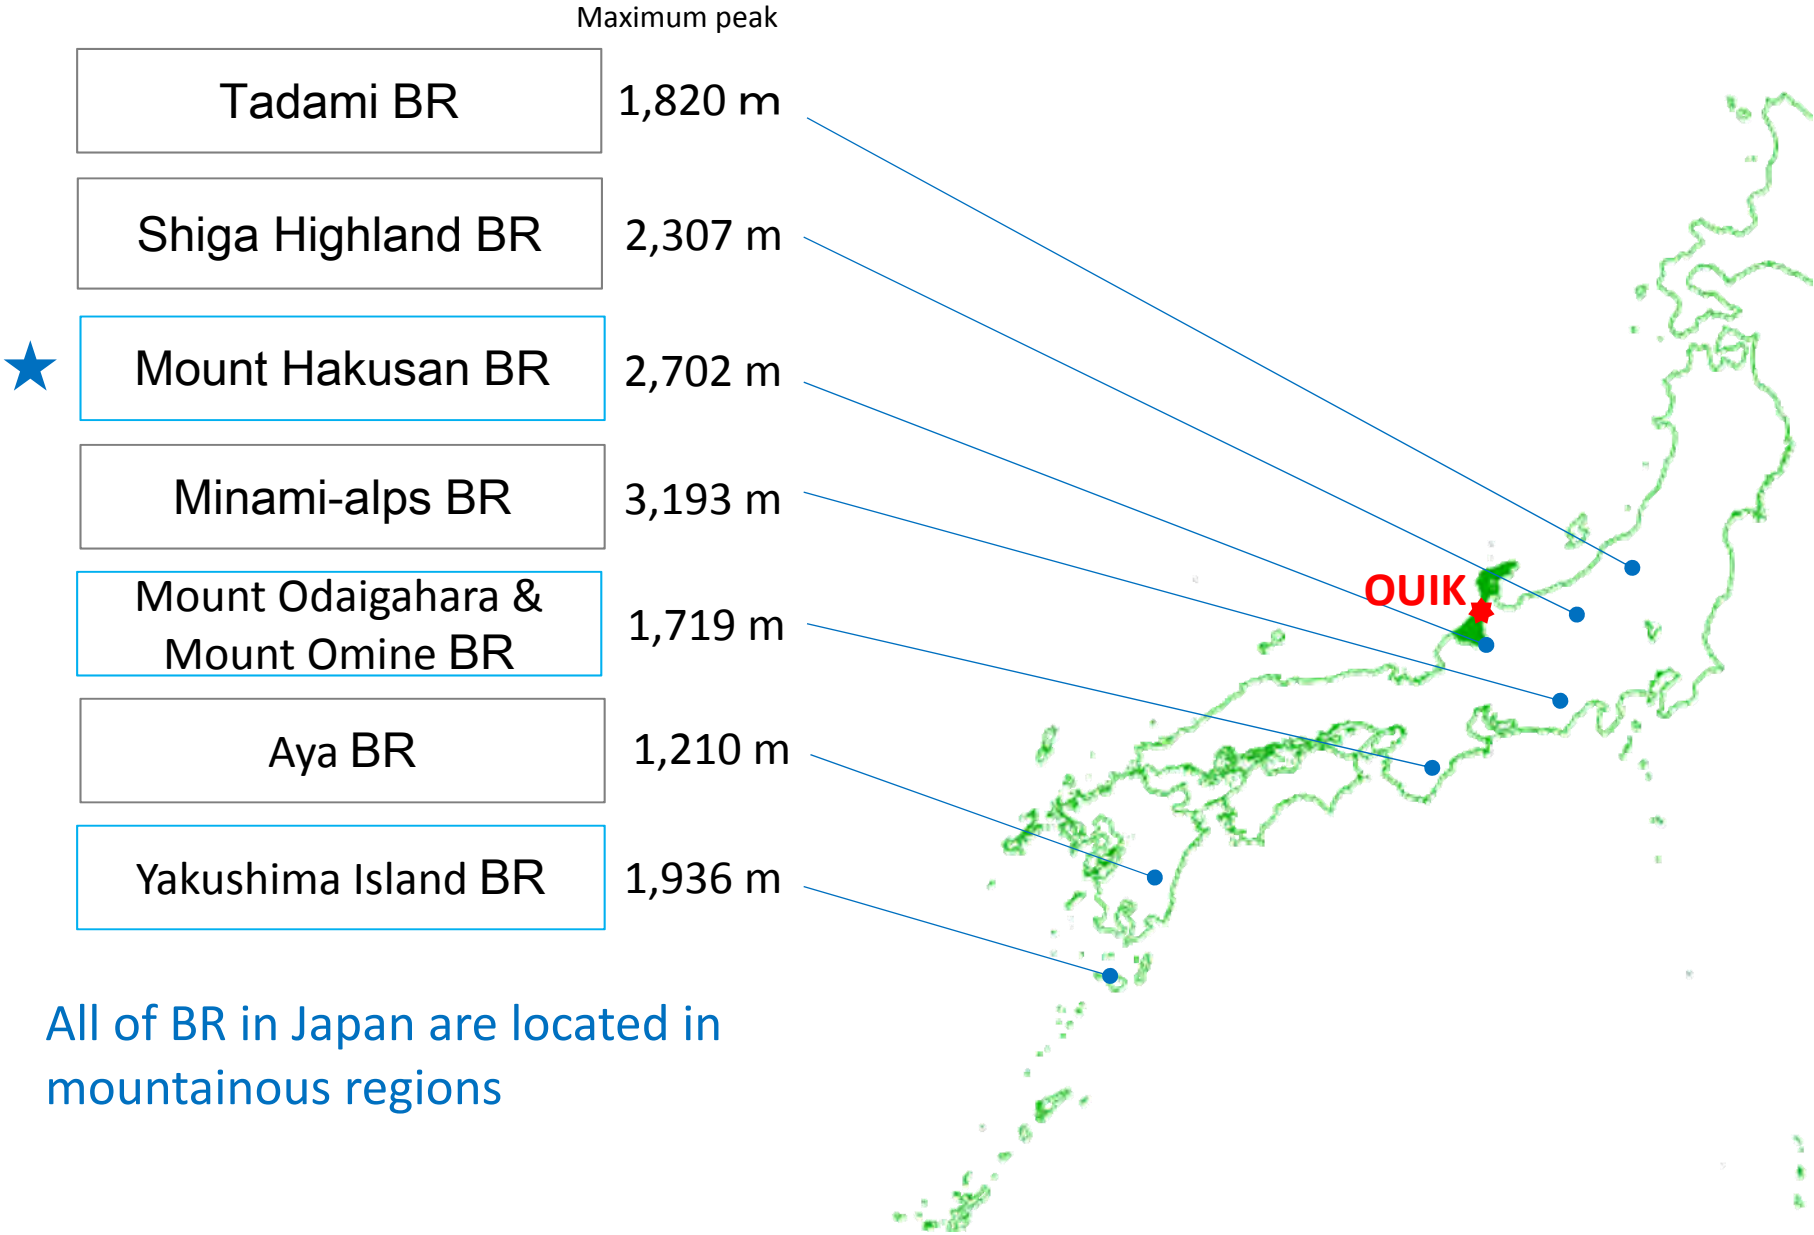 Maximum peak
Tadami BR
1,820 m
Shiga Highland BR
2,307 m
Mount Hakusan BR
2,702 m
Minami-alps BR
3,193 m
Mount Odaigahara &
Mount Omine BR
1,719 m
Aya BR
1,210 m
Yakushima Island BR
1,936 m
OUIK
All of BR in Japan are located in
mountainous regions